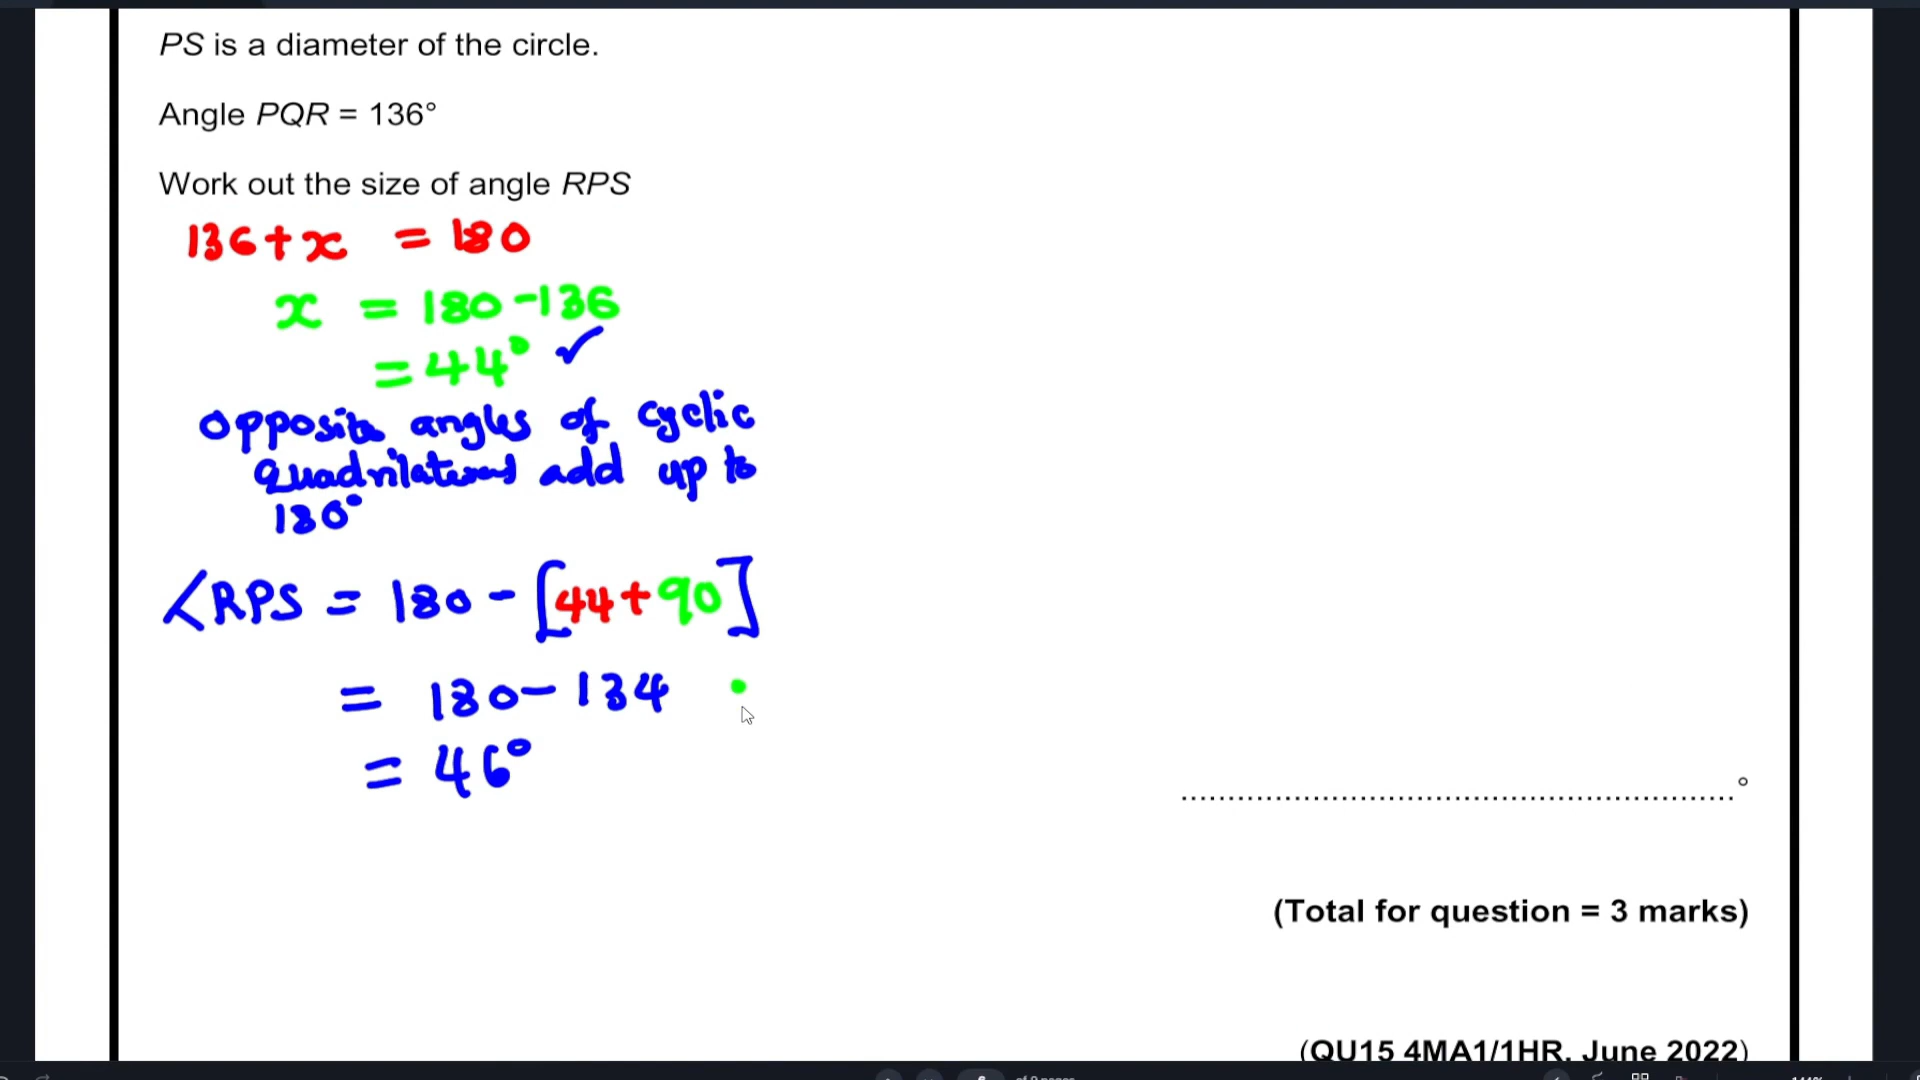 PS is a diameter of the circle.
Angle PQR = 136°
Work out the size of angle RPS
136+x = 180
x = 180-136
= 44° ✓
opposite angles of cyclic
quadrilateral add up to
180°
∠RPS = 180 - [44+90]
= 180 - 134
= 46°
....................................................°
(Total for question = 3 marks)
(QU15 4MA1/1HR, June 2022)